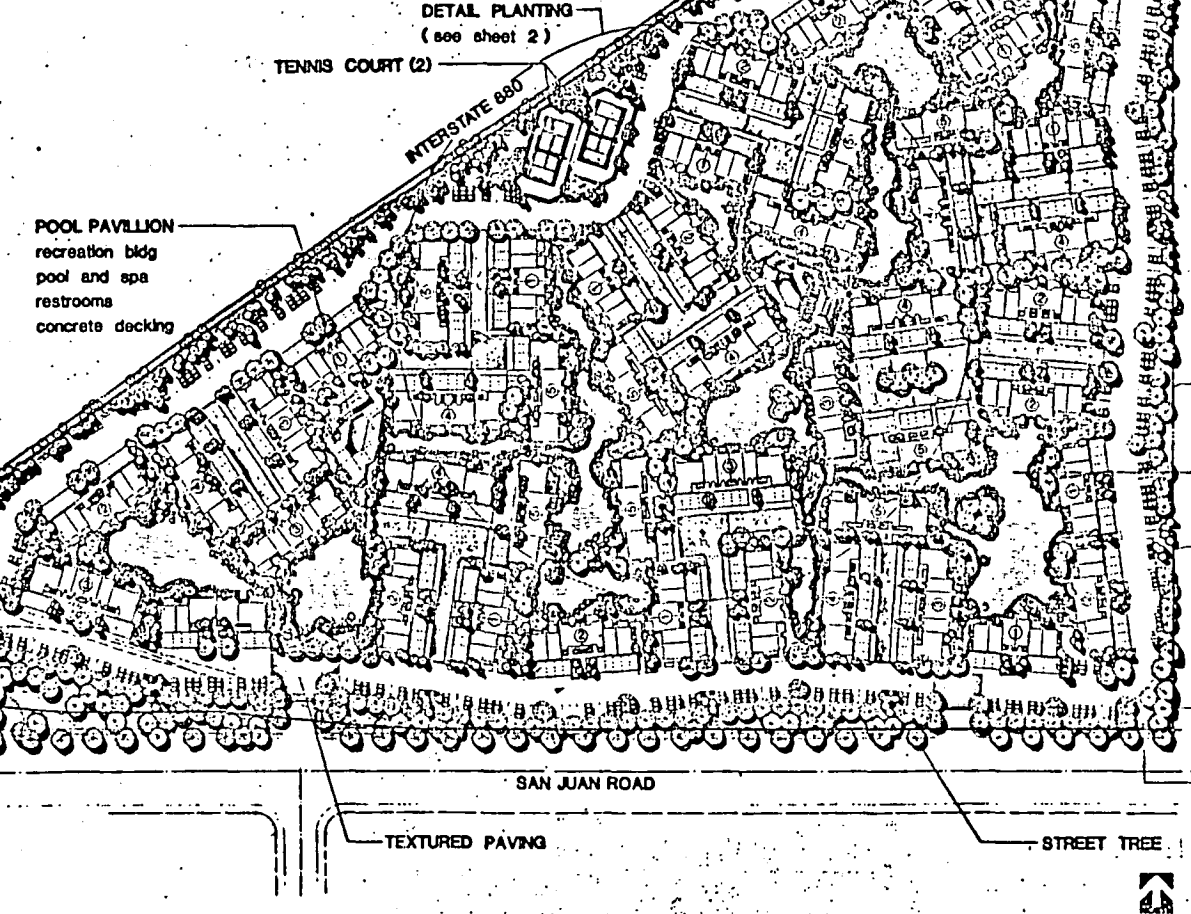 DETAIL PLANTING
( see sheet 2 )
TENNIS COURT (2)
INTERSTATE 880
POOL PAVILLION
recreation bldg
pool and spa
restrooms
concrete decking
SAN JUAN ROAD
TEXTURED PAVING
STREET TREE